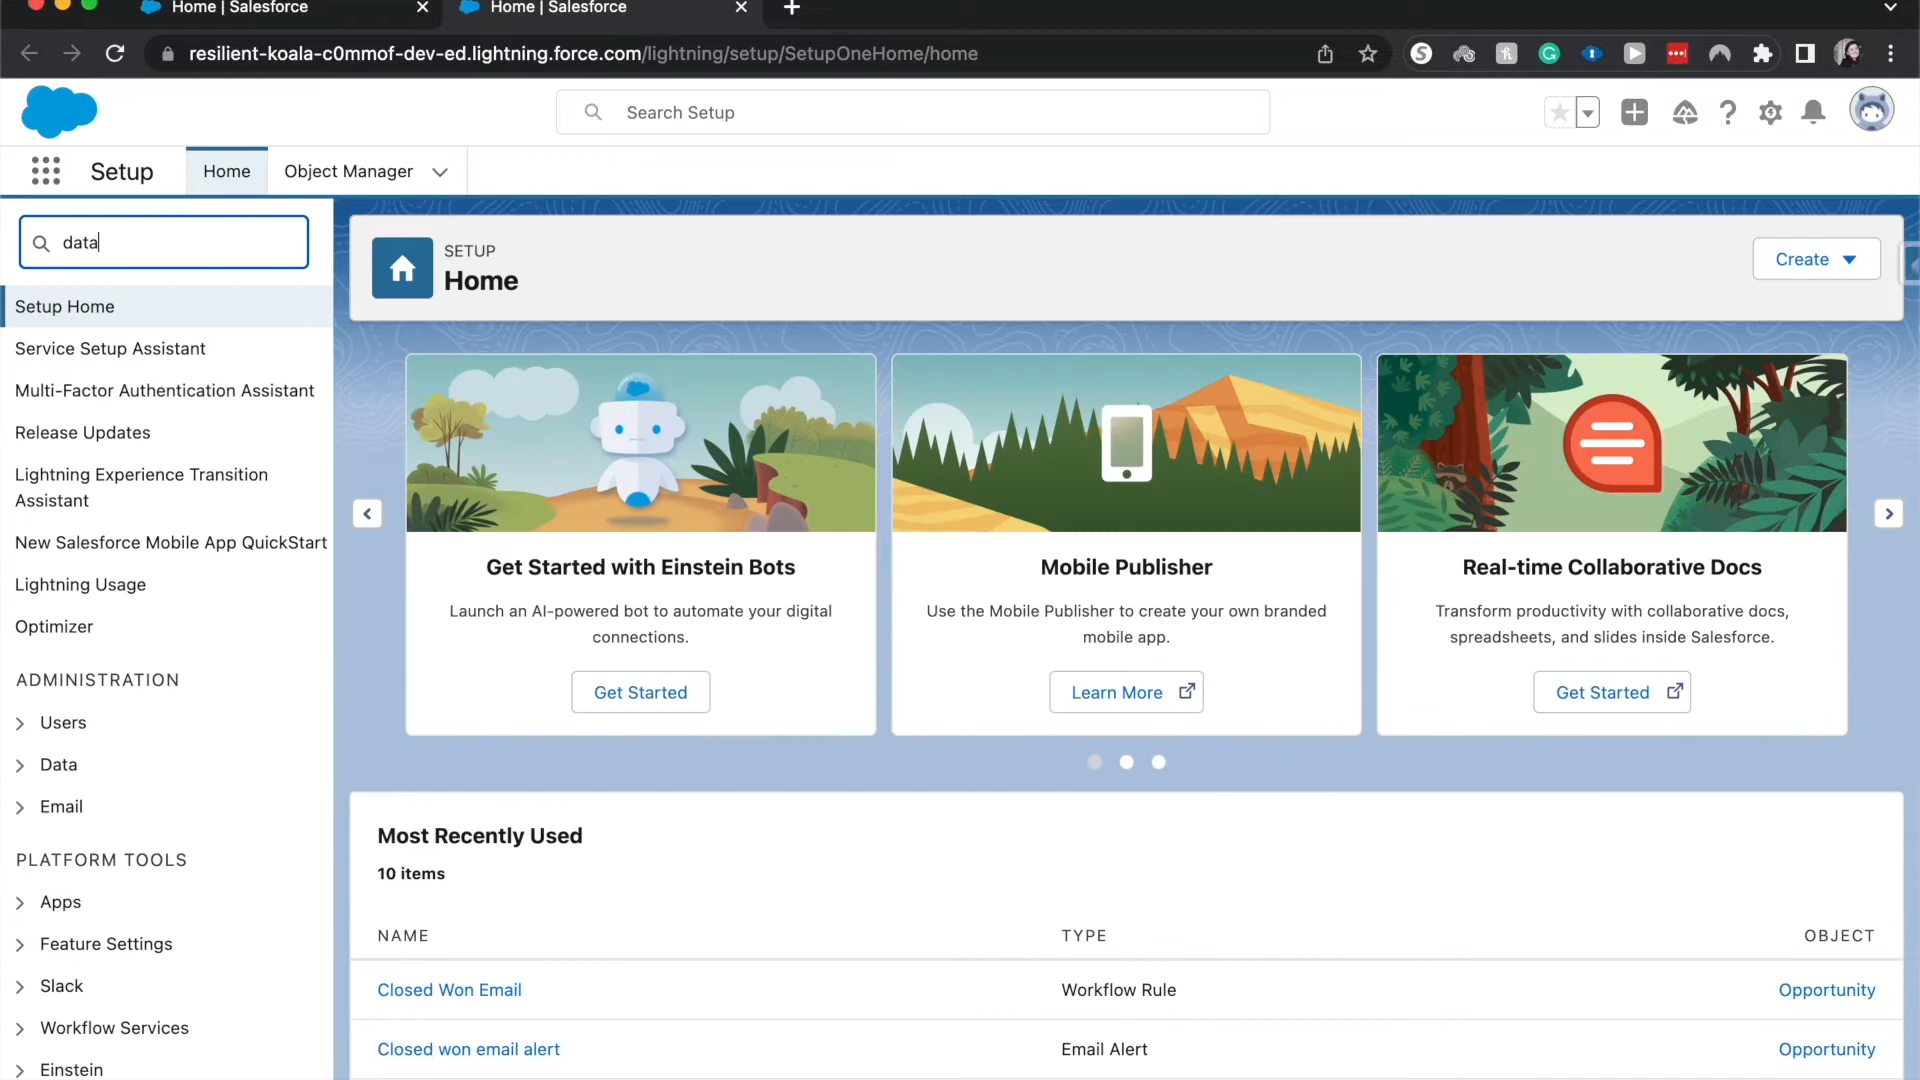 Home | Salesforce
Home | Salesforce
resilient-koala-c0mmof-dev-ed.lightning.force.com/lightning/setup/SetupOneHome/home
Search Setup
Setup
Home
Object Manager
data
Setup Home
Service Setup Assistant
Multi-Factor Authentication Assistant
Release Updates
Lightning Experience Transition
Assistant
New Salesforce Mobile App QuickStart
Lightning Usage
Optimizer
ADMINISTRATION
Users
Data
Email
PLATFORM TOOLS
Apps
Feature Settings
Slack
Workflow Services
Einstein
SETUP
Home
Create
Get Started with Einstein Bots
Launch an AI-powered bot to automate your digital
connections.
Get Started
Mobile Publisher
Use the Mobile Publisher to create your own branded
mobile app.
Learn More
Real-time Collaborative Docs
Transform productivity with collaborative docs,
spreadsheets, and slides inside Salesforce.
Get Started
Most Recently Used
10 items
NAME TYPE OBJECT
Closed Won Email Workflow Rule Opportunity
Closed won email alert Email Alert Opportunity